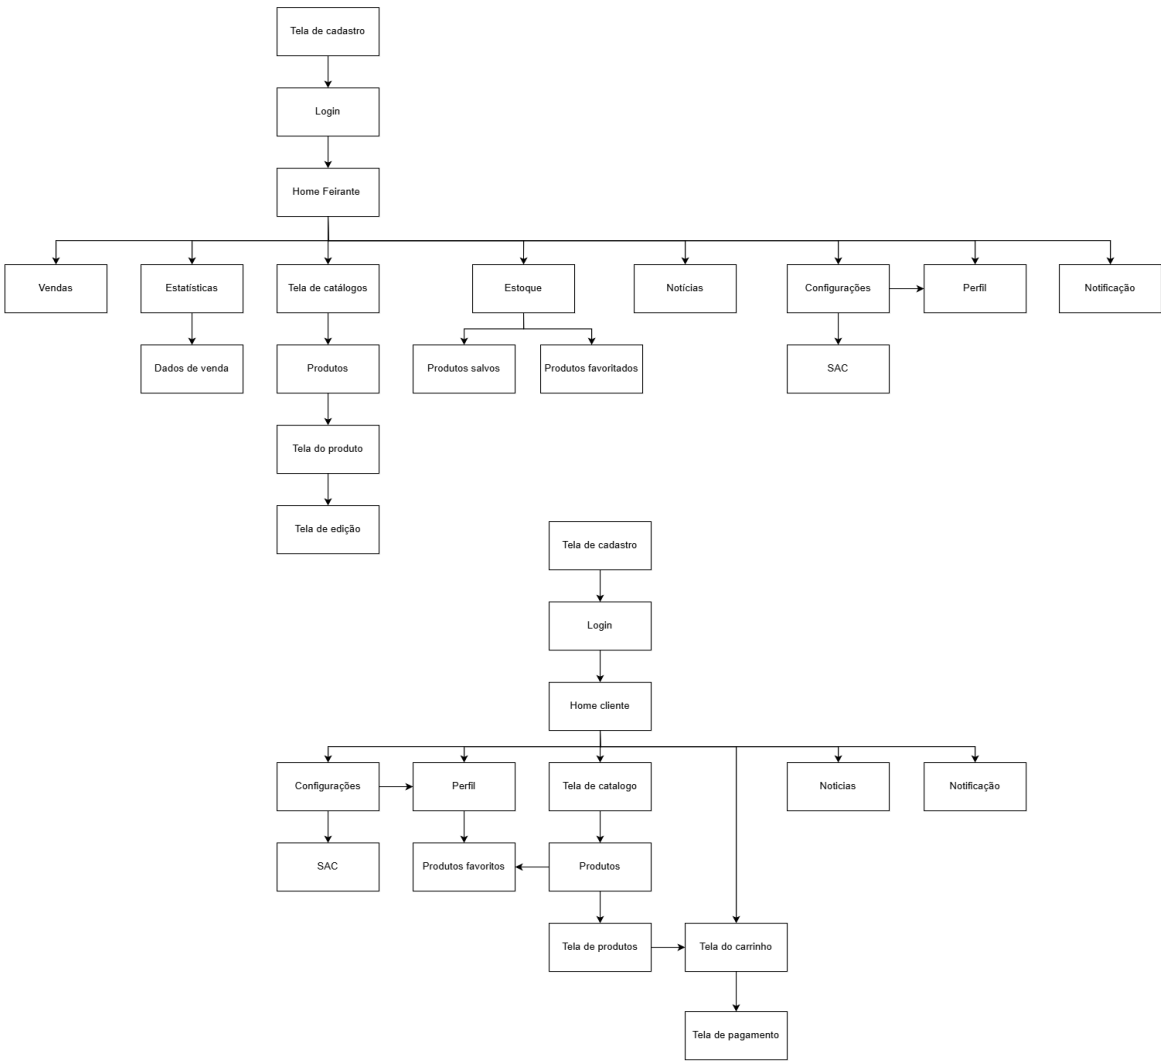 Tela de cadastro
Login
Home Feirante
Vendas
Estatísticas
Tela de catálogos
Estoque
Notícias
Configurações
Perfil
Notificação
Dados de venda
Produtos
Produtos salvos
Produtos favoritados
SAC
Tela do produto
Tela de edição
Tela de cadastro
Login
Home cliente
Configurações
Perfil
Tela de catalogo
Noticias
Notificação
SAC
Produtos favoritos
Produtos
Tela de produtos
Tela do carrinho
Tela de pagamento